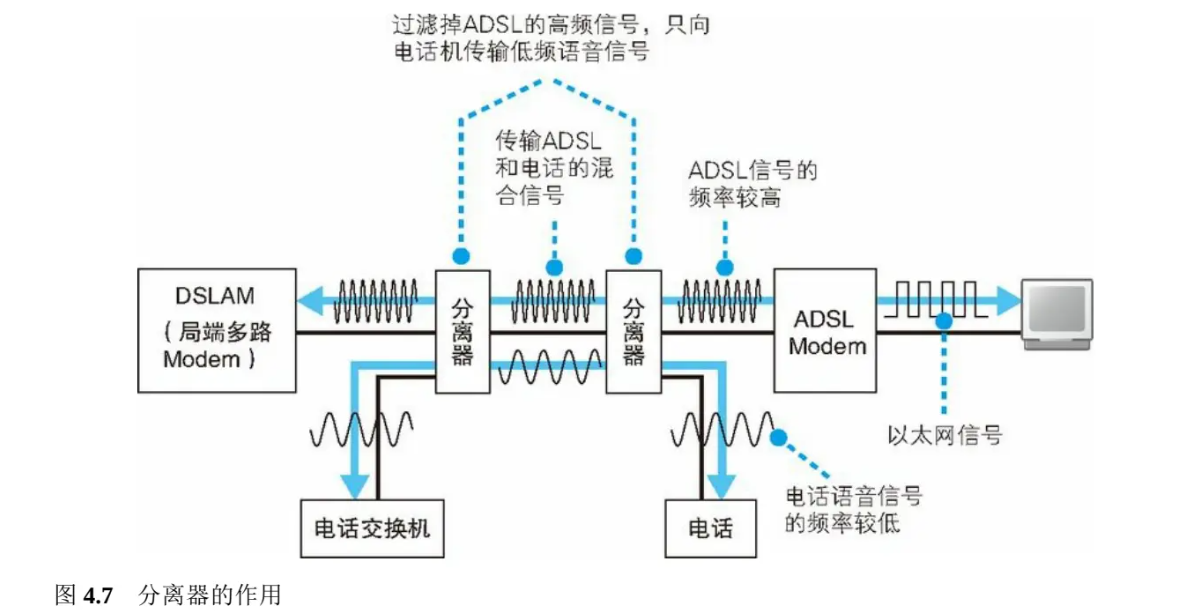 过滤掉ADSL的高频信号，只向
电话机传输低频语音信号
传输ADSL
和电话的混
合信号
ADSL信号的
频率较高
DSLAM
（局端多路
Modem）
分离器
分离器
ADSL
Modem
以太网信号
电话语音信号
的频率较低
电话交换机
电话
图 4.7 分离器的作用